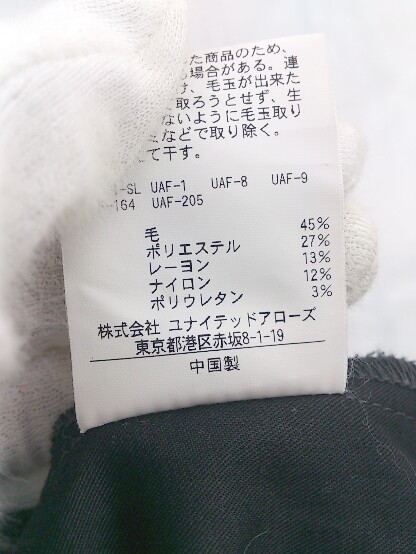 た商品のため、
場合がある。連
、毛玉が出来た
取ろうとせず、生
ないように毛玉取り
などで取り除く。
て干す。
-SL UAF-1 UAF-8 UAF-9
-164 UAF-205
毛 45%
ポリエステル 27%
レーヨン 13%
ナイロン 12%
ポリウレタン 3%
株式会社 ユナイテッドアローズ
東京都港区赤坂8-1-19
中国製